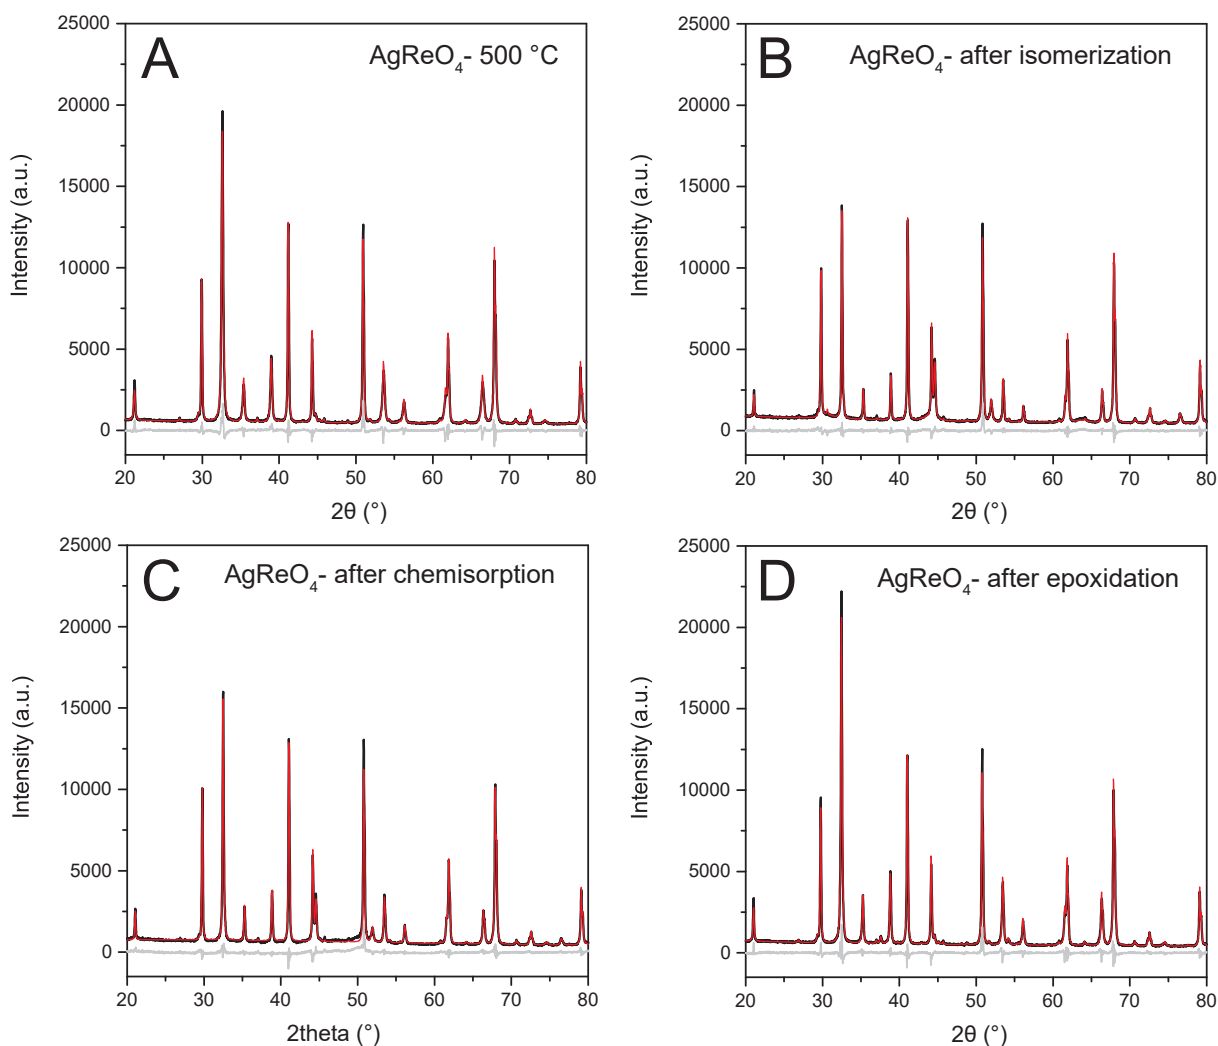 A
AgReO4- 500 °C
Intensity (a.u.)
25000
20000
15000
10000
5000
0
20 30 40 50 60 70 80
2θ (°)
B
AgReO4- after isomerization
Intensity (a.u.)
25000
20000
15000
10000
5000
0
20 30 40 50 60 70 80
2θ (°)
C
AgReO4- after chemisorption
Intensity (a.u.)
25000
20000
15000
10000
5000
0
20 30 40 50 60 70 80
2theta (°)
D
AgReO4- after epoxidation
Intensity (a.u.)
25000
20000
15000
10000
5000
0
20 30 40 50 60 70 80
2θ (°)